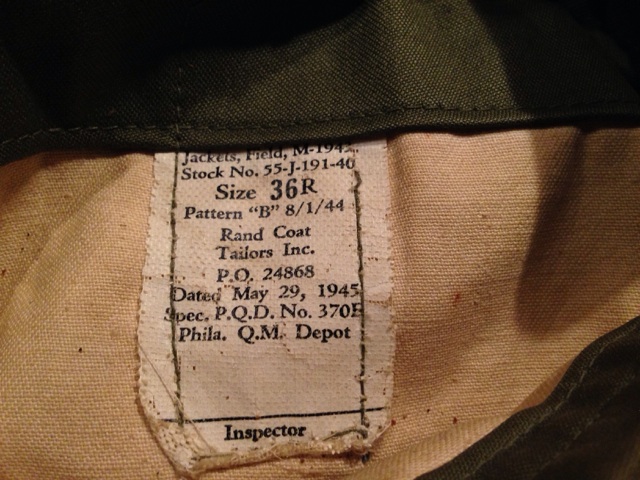 Jackets, Field, M-194
Stock No. 55-J-191-40
Size 36R
Pattern "B" 8/1/44
Rand Coat
Tailors Inc.
P.O. 24868
Dated May 29, 1945
Spec. P.Q.D. No. 370E
Phila. Q.M. Depot
Inspector